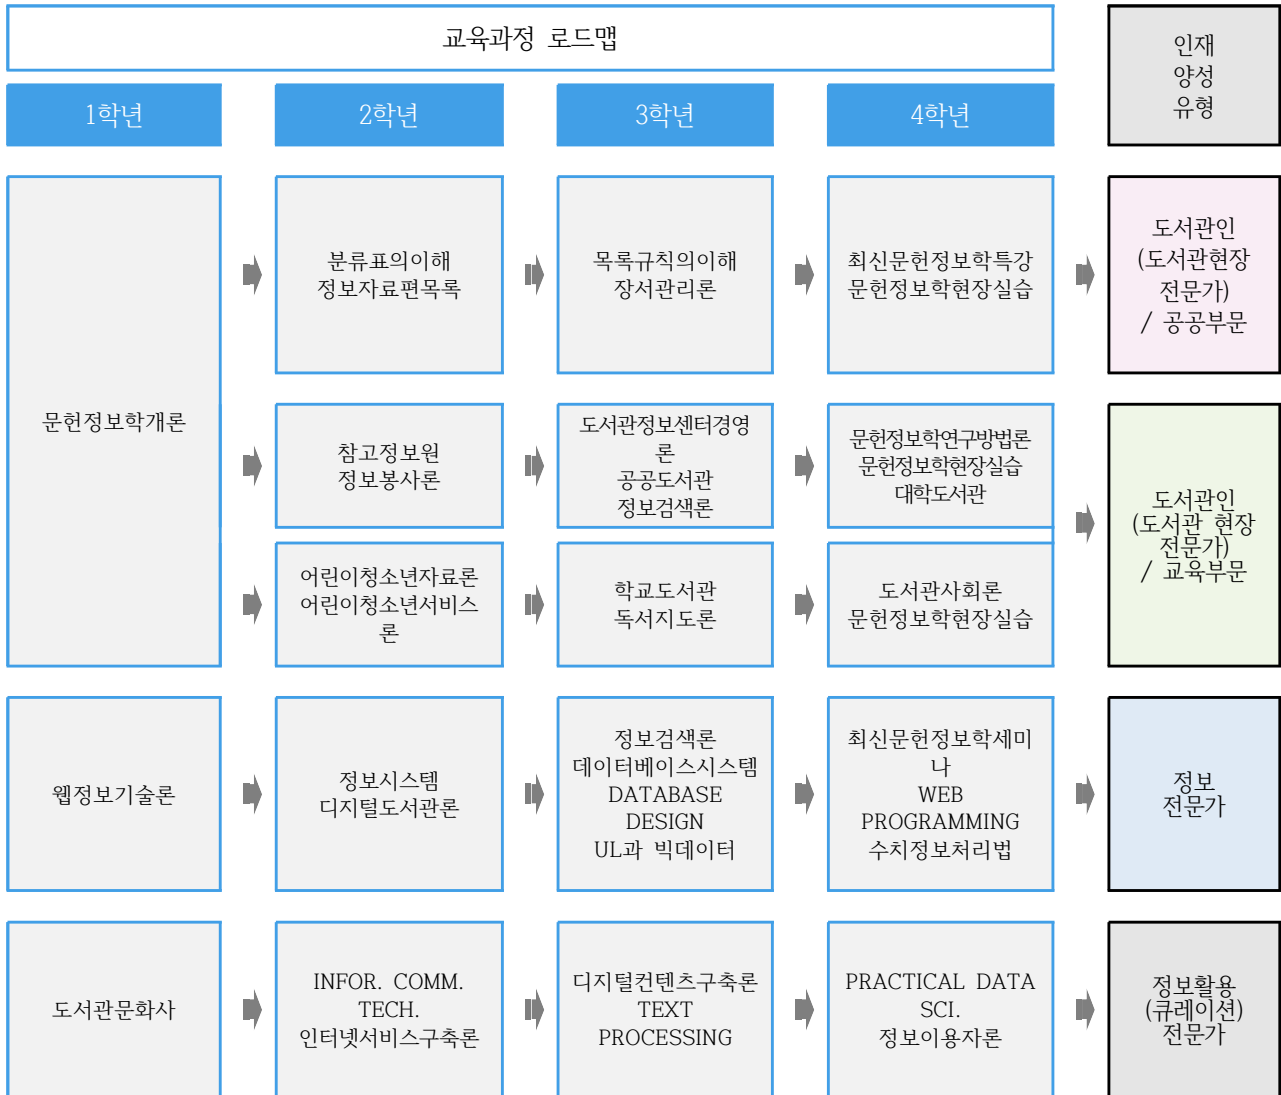 교육과정 로드맵
인재
양성
유형
1학년
2학년
3학년
4학년
문헌정보학개론
분류표의이해
정보자료편목록
목록규칙의이해
장서관리론
최신문헌정보학특강
문헌정보학현장실습
도서관인
(도서관현장
전문가)
/ 공공부문
참고정보원
정보봉사론
도서관정보센터경영
론
공공도서관
정보검색론
문헌정보학연구방법론
문헌정보학현장실습
대학도서관
도서관인
(도서관 현장
전문가)
/ 교육부문
어린이청소년자료론
어린이청소년서비스
론
학교도서관
독서지도론
도서관사회론
문헌정보학현장실습
웹정보기술론
정보시스템
디지털도서관론
정보검색론
데이터베이스시스템
DATABASE
DESIGN
UL과 빅데이터
최신문헌정보학세미
나
WEB
PROGRAMMING
수치정보처리법
정보
전문가
도서관문화사
INFOR. COMM.
TECH.
인터넷서비스구축론
디지털컨텐츠구축론
TEXT
PROCESSING
PRACTICAL DATA
SCI.
정보이용자론
정보활용
(큐레이션)
전문가